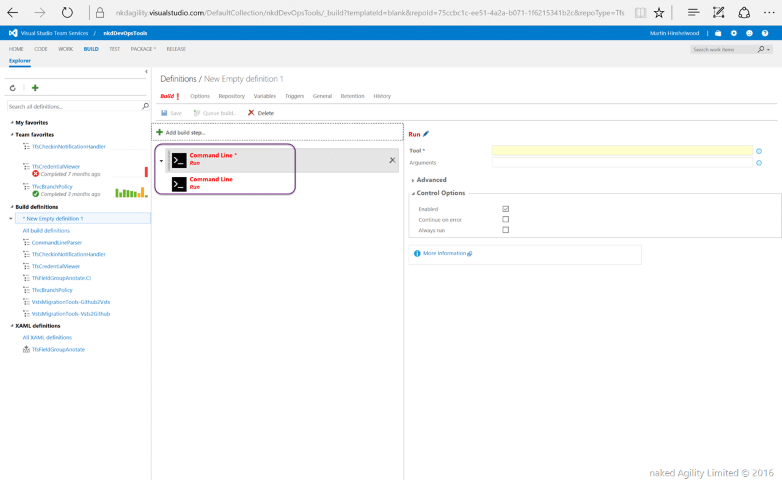 nkdagility.visualstudio.com/DefaultCollection/nkdDevOpsTools/_build?templateId=blank&repoId=75ccbc1c-ee51-4a2a-b071-1f6215341b2c&repoType=Tfs
Visual Studio Team Services / nkdDevOpsTools
Martin Hinshelwood
HOME CODE WORK BUILD TEST PACKAGE* RELEASE
Search work items
Explorer
Search all definitions...
My favorites
Team favorites
TfsCheckinNotificationHandler
TfsCredentialViewer
Completed 7 months ago
TfvcBranchPolicy
Completed 2 months ago
Build definitions
* New Empty definition 1
All build definitions
CommandLineParser
TfsCheckinNotificationHandler
TfsCredentialViewer
TfsFieldGroupAnotate.CI
TfvcBranchPolicy
VstsMigrationTools-Github2Vsts
VstsMigrationTools-Vsts2Github
XAML definitions
All XAML definitions
TfsFieldGroupAnotate
Definitions / New Empty definition 1
Build ! Options Repository Variables Triggers General Retention History
Save Queue build... Delete
Add build step...
Command Line *
Run
Command Line
Run
Run
Tool *
Arguments
Advanced
Control Options
Enabled
Continue on error
Always run
More Information
naked Agility Limited © 2016